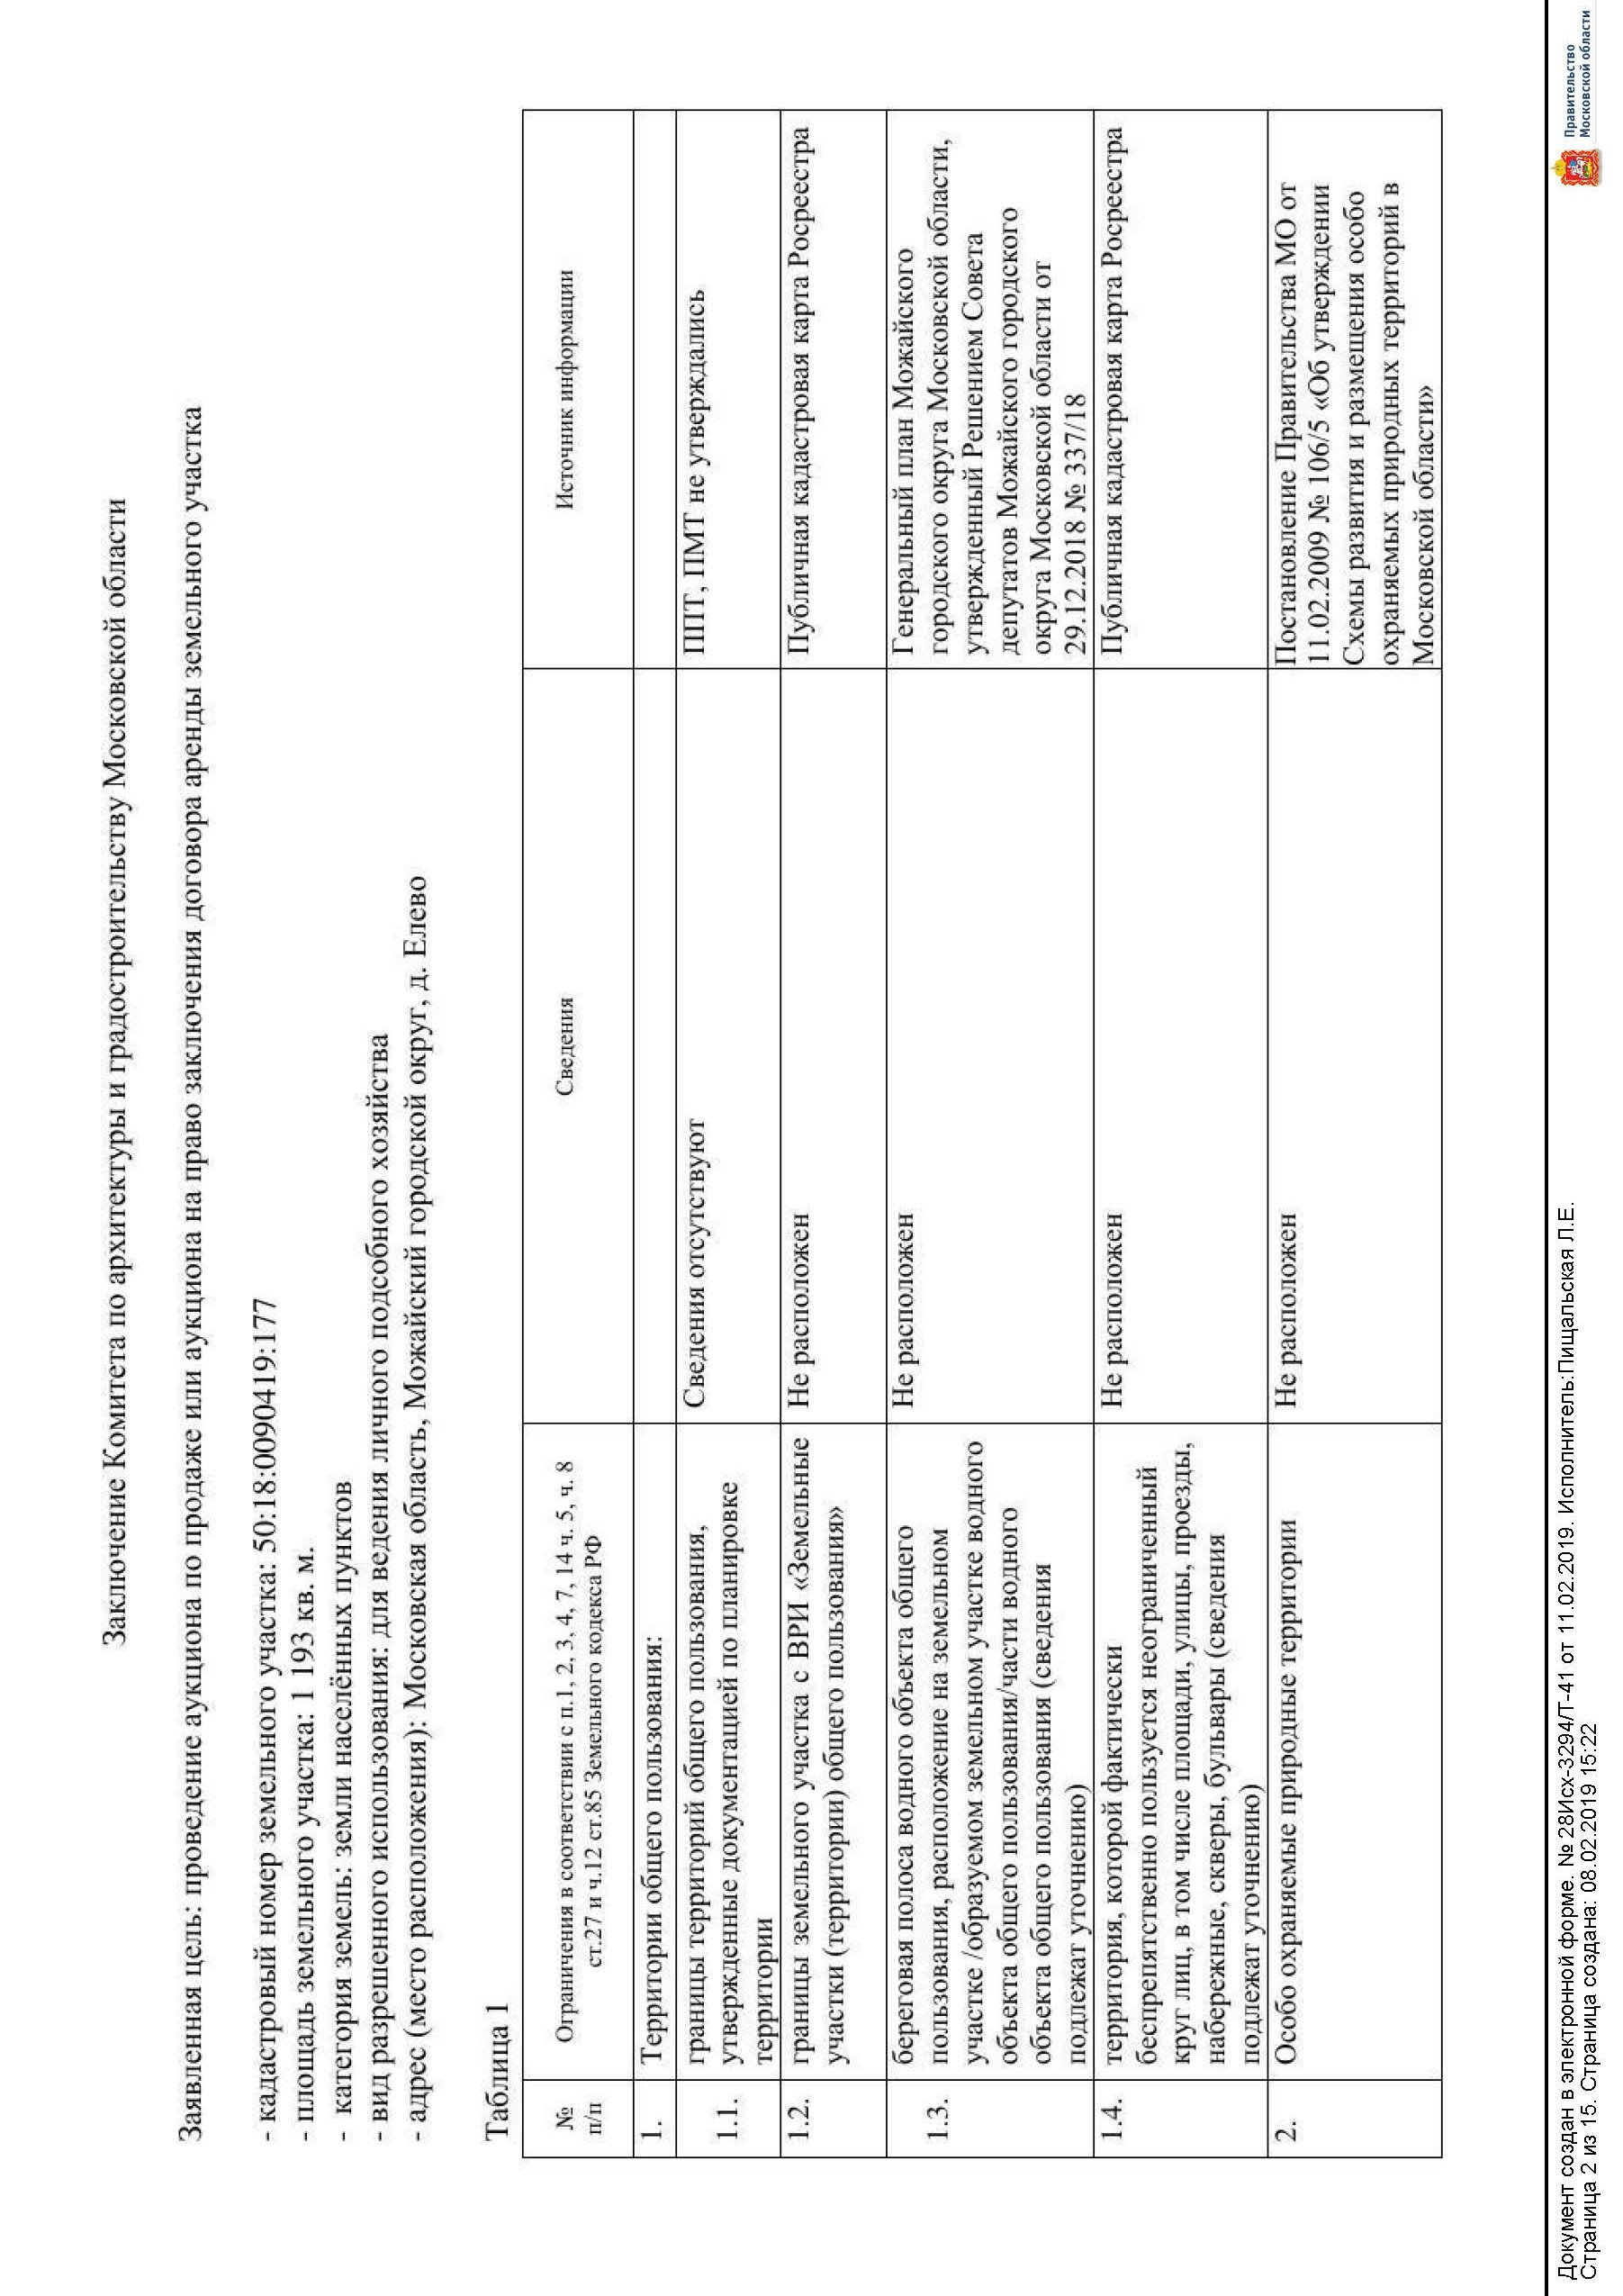 Заключение Комитета по архитектуры и градостроительству Московской области
Заявленная цель: проведение аукциона по продаже или аукциона на право заключения договора аренды земельного участка
- кадастровый номер земельного участка: 50:18:0090419:177
- площадь земельного участка: 1 193 кв. м.
- категория земель: земли населённых пунктов
- вид разрешенного использования: для ведения личного подсобного хозяйства
- адрес (место расположения): Московская область, Можайский городской округ, д. Елево
Таблица 1
№
п/п
Ограничения в соответствии с п.1, 2, 3, 4, 7, 14 ч. 5, ч. 8
ст.27 и ч.12 ст.85 Земельного кодекса РФ
Сведения
Источник информации
1.
Территории общего пользования:
1.1.
границы территорий общего пользования,
утвержденные документацией по планировке
территории
Сведения отсутствуют
ППТ, ПМТ не утверждались
1.2.
границы земельного участка с ВРИ «Земельные
участки (территории) общего пользования»
Не расположен
Публичная кадастровая карта Росреестра
1.3.
береговая полоса водного объекта общего
пользования, расположение на земельном
участке /образуемом земельном участке водного
объекта общего пользования/части водного
объекта общего пользования (сведения
подлежат уточнению)
Не расположен
Генеральный план Можайского
городского округа Московской области,
утвержденный Решением Совета
депутатов Можайского городского
округа Московской области от
29.12.2018 № 337/18
1.4.
территория, которой фактически
беспрепятственно пользуется неограниченный
круг лиц, в том числе площади, улицы, проезды,
набережные, скверы, бульвары (сведения
подлежат уточнению)
Не расположен
Публичная кадастровая карта Росреестра
2.
Особо охраняемые природные территории
Не расположен
Постановление Правительства МО от
11.02.2009 № 106/5 «Об утверждении
Схемы развития и размещения особо
охраняемых природных территорий в
Московской области»
Документ создан в электронной форме. № 28Исх-3294/Т-41 от 11.02.2019. Исполнитель:Пищальская Л.Е.
Страница 2 из 15. Страница создана: 08.02.2019 15:22
Правительство
Московской области